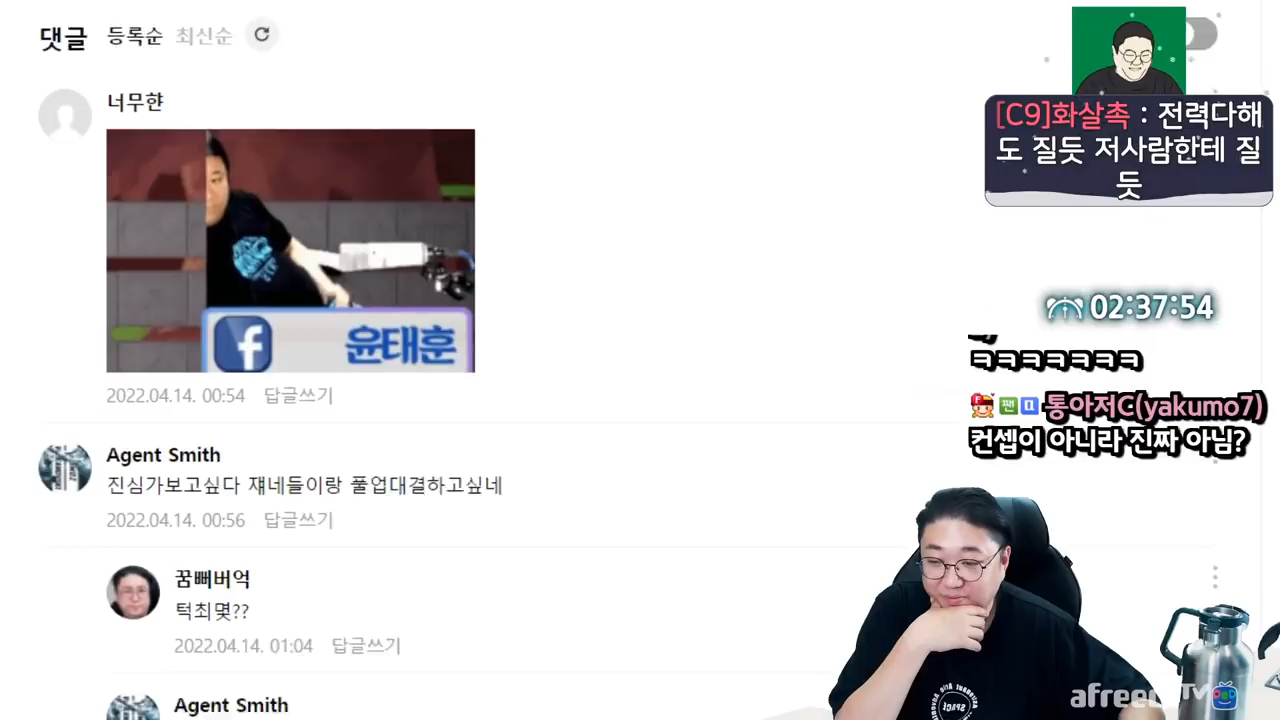 댓글 등록순 최신순
너무햔
f 윤태훈
2022.04.14. 00:54 답글쓰기
Agent Smith
진심가보고싶다 쟤네들이랑 풀업대결하고싶네
2022.04.14. 00:56 답글쓰기
꿈뻐버억
턱최몇??
2022.04.14. 01:04 답글쓰기
Agent Smith
[C9]화살촉 : 전력다해
도 질듯 저사람한테 질
듯
02:37:54
ㅋㅋㅋㅋㅋㅋㅋ
F 팬 통아저C(yakumo7)
컨셉이 아니라 진짜 아님?
SPACE
afreecaTV